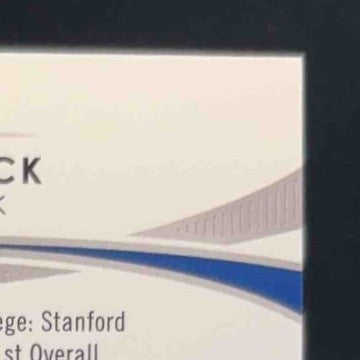 CK
K
ege: Stanford
st Overall